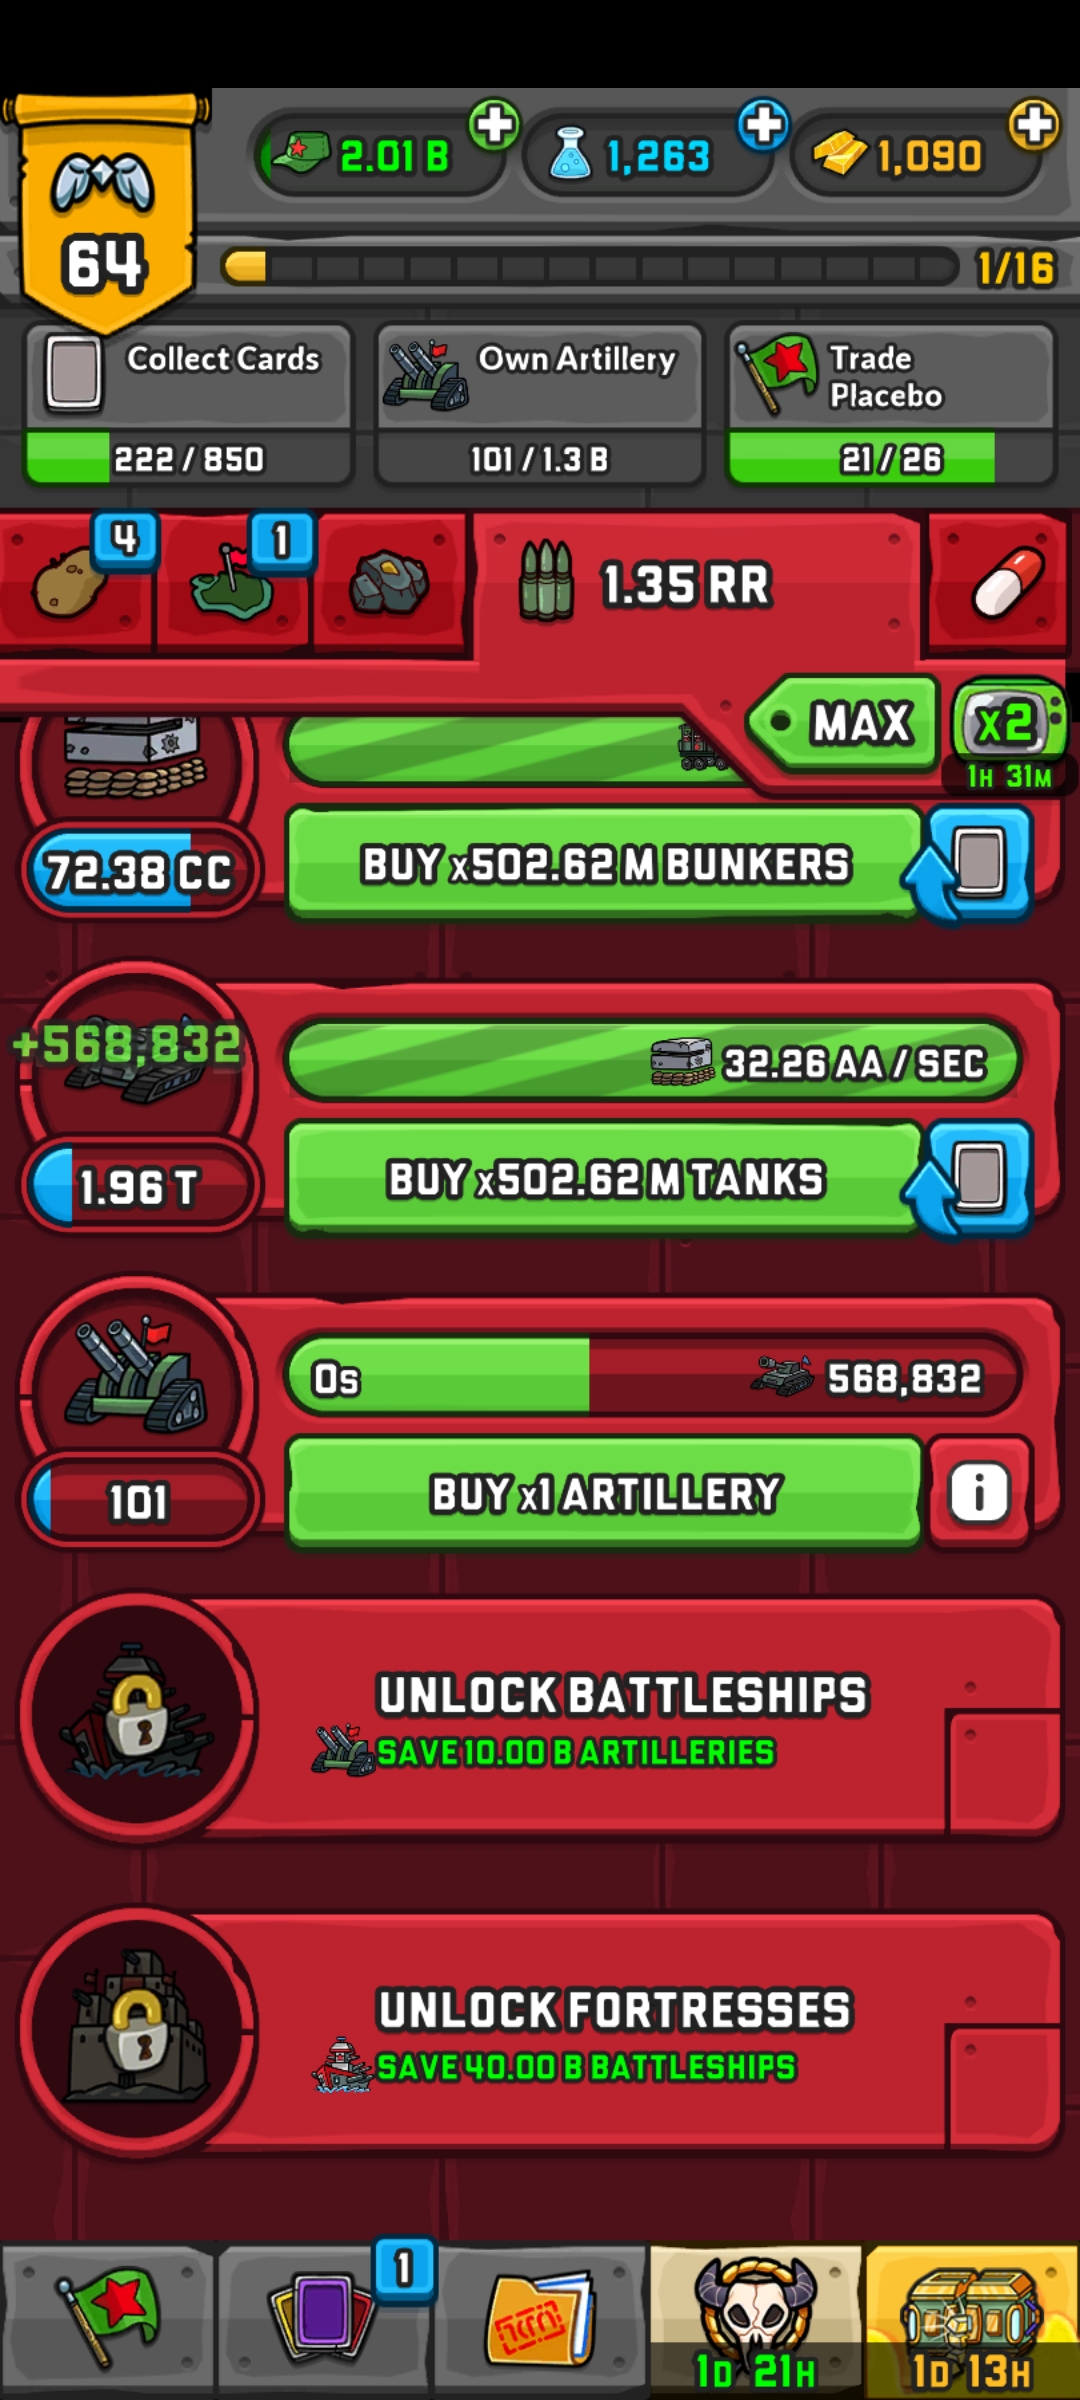 64
2.01 B
1,263
1,090
1/16
Collect Cards
222 / 850
Own Artillery
101 / 1.3 B
Trade
Placebo
21 / 26
4
1
1.35 RR
MAX
X2
1H 31M
72.38 CC
BUY x502.62 M BUNKERS
+568,832
32.26 AA / SEC
1.96 T
BUY x502.62 M TANKS
0s
568,832
101
BUY x1 ARTILLERY
i
UNLOCK BATTLESHIPS
SAVE 10.00 B ARTILLERIES
UNLOCK FORTRESSES
SAVE 40.00 B BATTLESHIPS
1
1D 21H
1D 13H